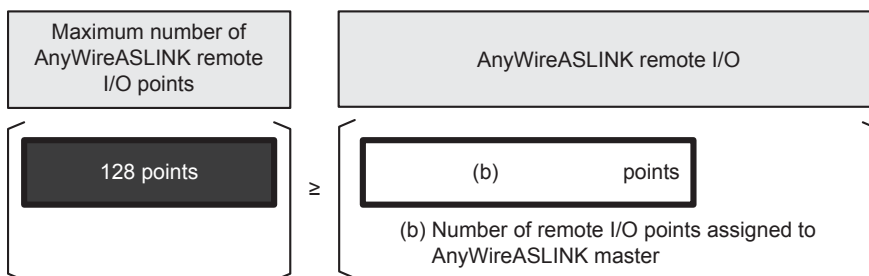 Maximum number of
AnyWireASLINK remote
I/O points
AnyWireASLINK remote I/O
128 points
≥
(b) points
(b) Number of remote I/O points assigned to
AnyWireASLINK master